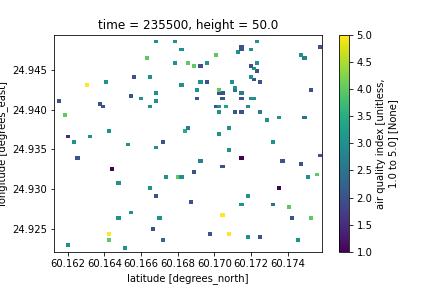 time = 235500, height = 50.0
24.945
24.940
24.935
24.930
24.925
longitude [degrees_east]
60.162 60.164 60.166 60.168 60.170 60.172 60.174
latitude [degrees_north]
5.0
4.5
4.0
3.5
3.0
2.5
2.0
1.5
1.0
air quality index [unitless,
1.0 to 5.0] [None]